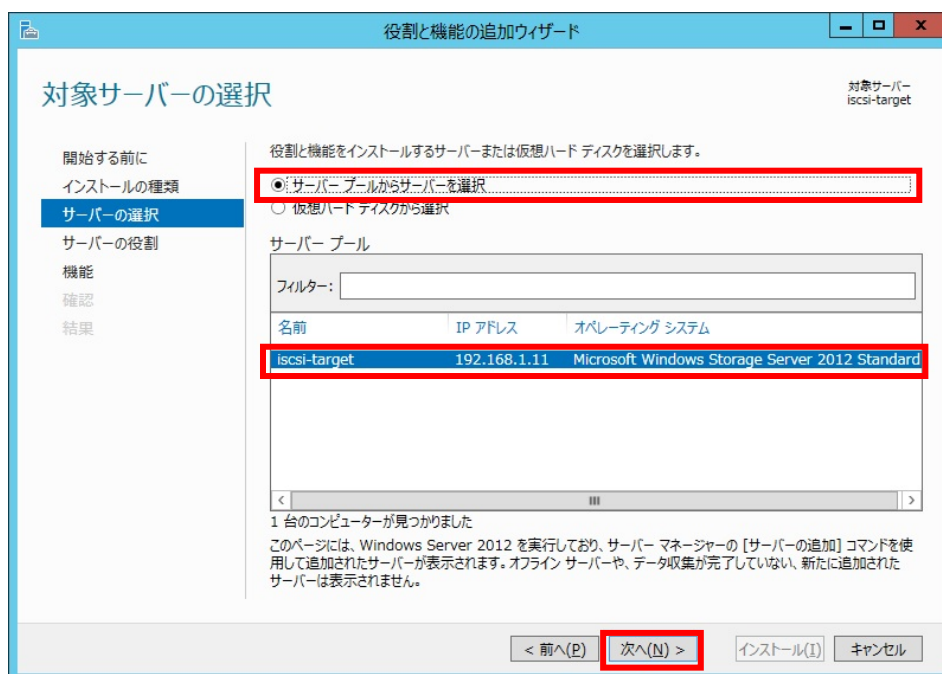 役割と機能の追加ウィザード
対象サーバーの選択
対象サーバー
iscsi-target
開始する前に
インストールの種類
サーバーの選択
サーバーの役割
機能
確認
結果
役割と機能をインストールするサーバーまたは仮想ハード ディスクを選択します。
サーバー プールからサーバーを選択
仮想ハード ディスクから選択
サーバー プール
フィルター:
名前 IP アドレス オペレーティング システム
iscsi-target 192.168.1.11 Microsoft Windows Storage Server 2012 Standard
1 台のコンピューターが見つかりました
このページには、Windows Server 2012 を実行しており、サーバー マネージャーの [サーバーの追加] コマンドを使
用して追加されたサーバーが表示されます。オフライン サーバーや、データ収集が完了していない、新たに追加された
サーバーは表示されません。
< 前へ(P) 次へ(N) > インストール(I) キャンセル